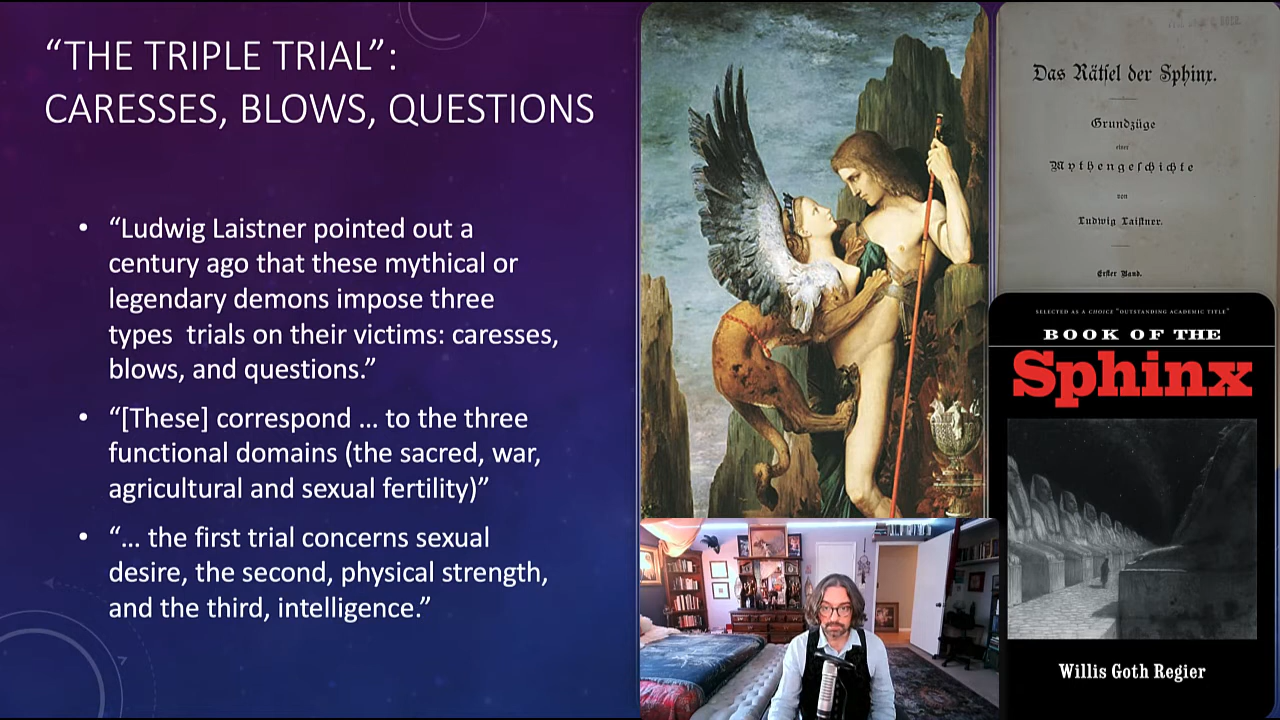 “THE TRIPLE TRIAL”:
CARESSES, BLOWS, QUESTIONS
• “Ludwig Laistner pointed out a
century ago that these mythical or
legendary demons impose three
types  trials on their victims: caresses,
blows, and questions.”
• “[These] correspond … to the three
functional domains (the sacred, war,
agricultural and sexual fertility)”
• “… the first trial concerns sexual
desire, the second, physical strength,
and the third, intelligence.”
Das Rätſel der Sphinx.
Grundzüge
einer
Mythengeſchichte
von
Ludwig Laiſtner.
Erſter Band.
SELECTED AS A CHOICE “OUTSTANDING ACADEMIC TITLE”
BOOK OF THE
Sphinx
Willis Goth Regier